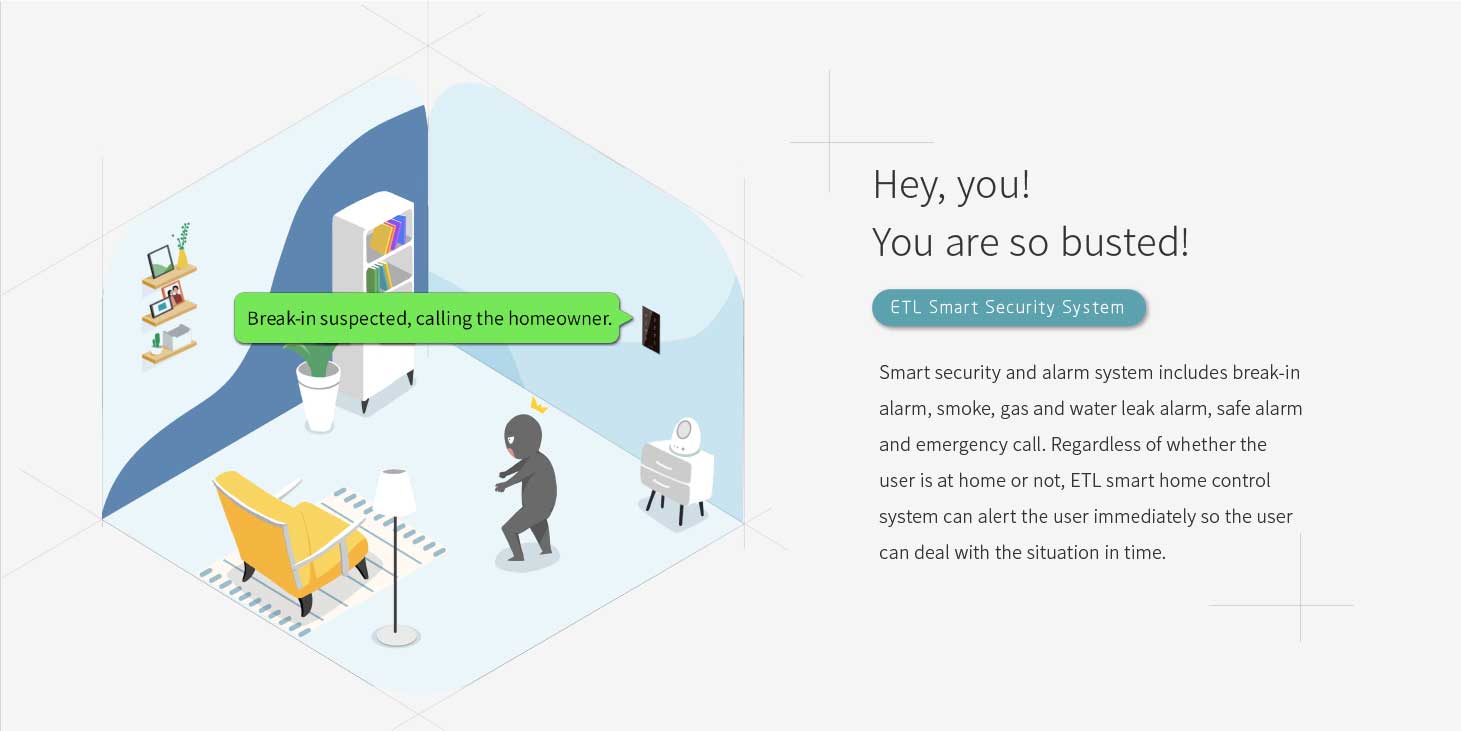 Break-in suspected, calling the homeowner.
Hey, you!
You are so busted!
ETL Smart Security System
Smart security and alarm system includes break-in
alarm, smoke, gas and water leak alarm, safe alarm
and emergency call. Regardless of whether the
user is at home or not, ETL smart home control
system can alert the user immediately so the user
can deal with the situation in time.